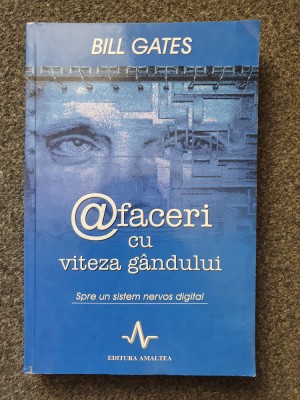 BILL GATES
@faceri
cu
viteza gândului
Spre un sistem nervos digital
EDITURA AMALTEA